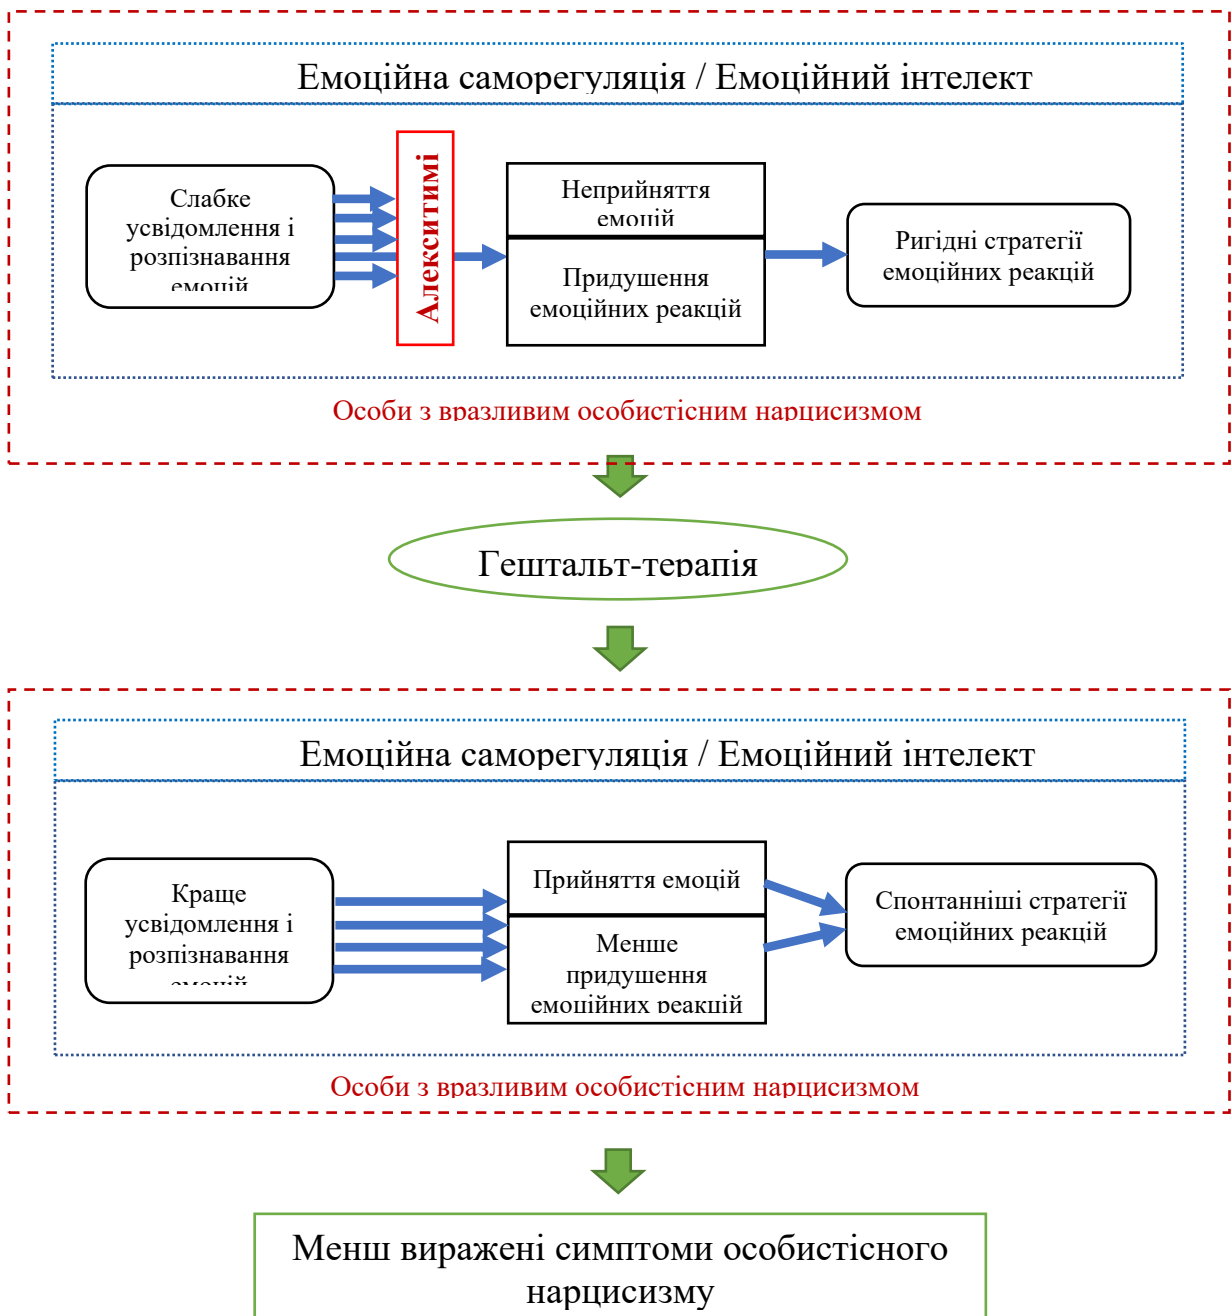 Емоційна саморегуляція / Емоційний інтелект
Слабке
усвідомлення і
розпізнавання
емоцій
Алекситимі
Неприйняття
емоцій
Придушення
емоційних реакцій
Ригідні стратегії
емоційних реакцій
Особи з вразливим особистісним нарцисизмом
Гештальт-терапія
Емоційна саморегуляція / Емоційний інтелект
Краще
усвідомлення і
розпізнавання
емоцій
Прийняття емоцій
Менше
придушення
емоційних реакцій
Спонтанніші стратегії
емоційних реакцій
Особи з вразливим особистісним нарцисизмом
Менш виражені симптоми особистісного
нарцисизму